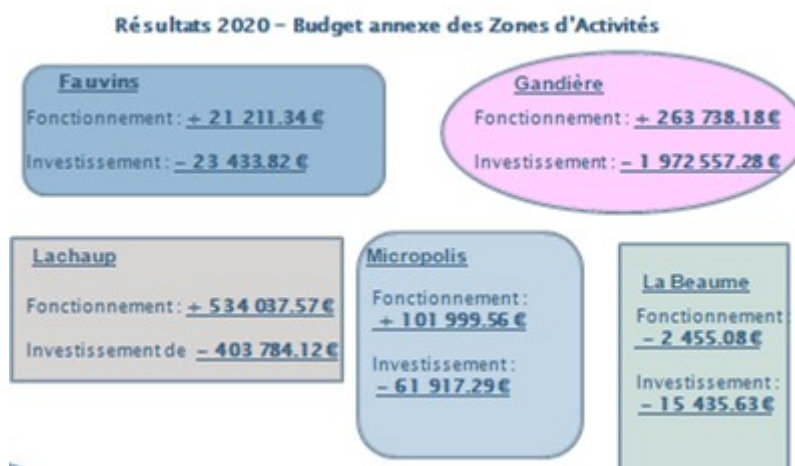 Résultats 2020 – Budget annexe des Zones d'Activités
Fauvins
Fonctionnement : + 21 211.34 €
Investissement : – 23 433.82 €
Gandière
Fonctionnement : + 263 738.18 €
Investissement : – 1 972 557.28 €
Lachaup
Fonctionnement : + 534 037.57 €
Investissement de – 403 784.12 €
Micropolis
Fonctionnement :
+ 101 999.56 €
Investissement :
– 61 917.29 €
La Beaume
Fonctionnement :
– 2 455.08 €
Investissement :
– 15 435.63 €